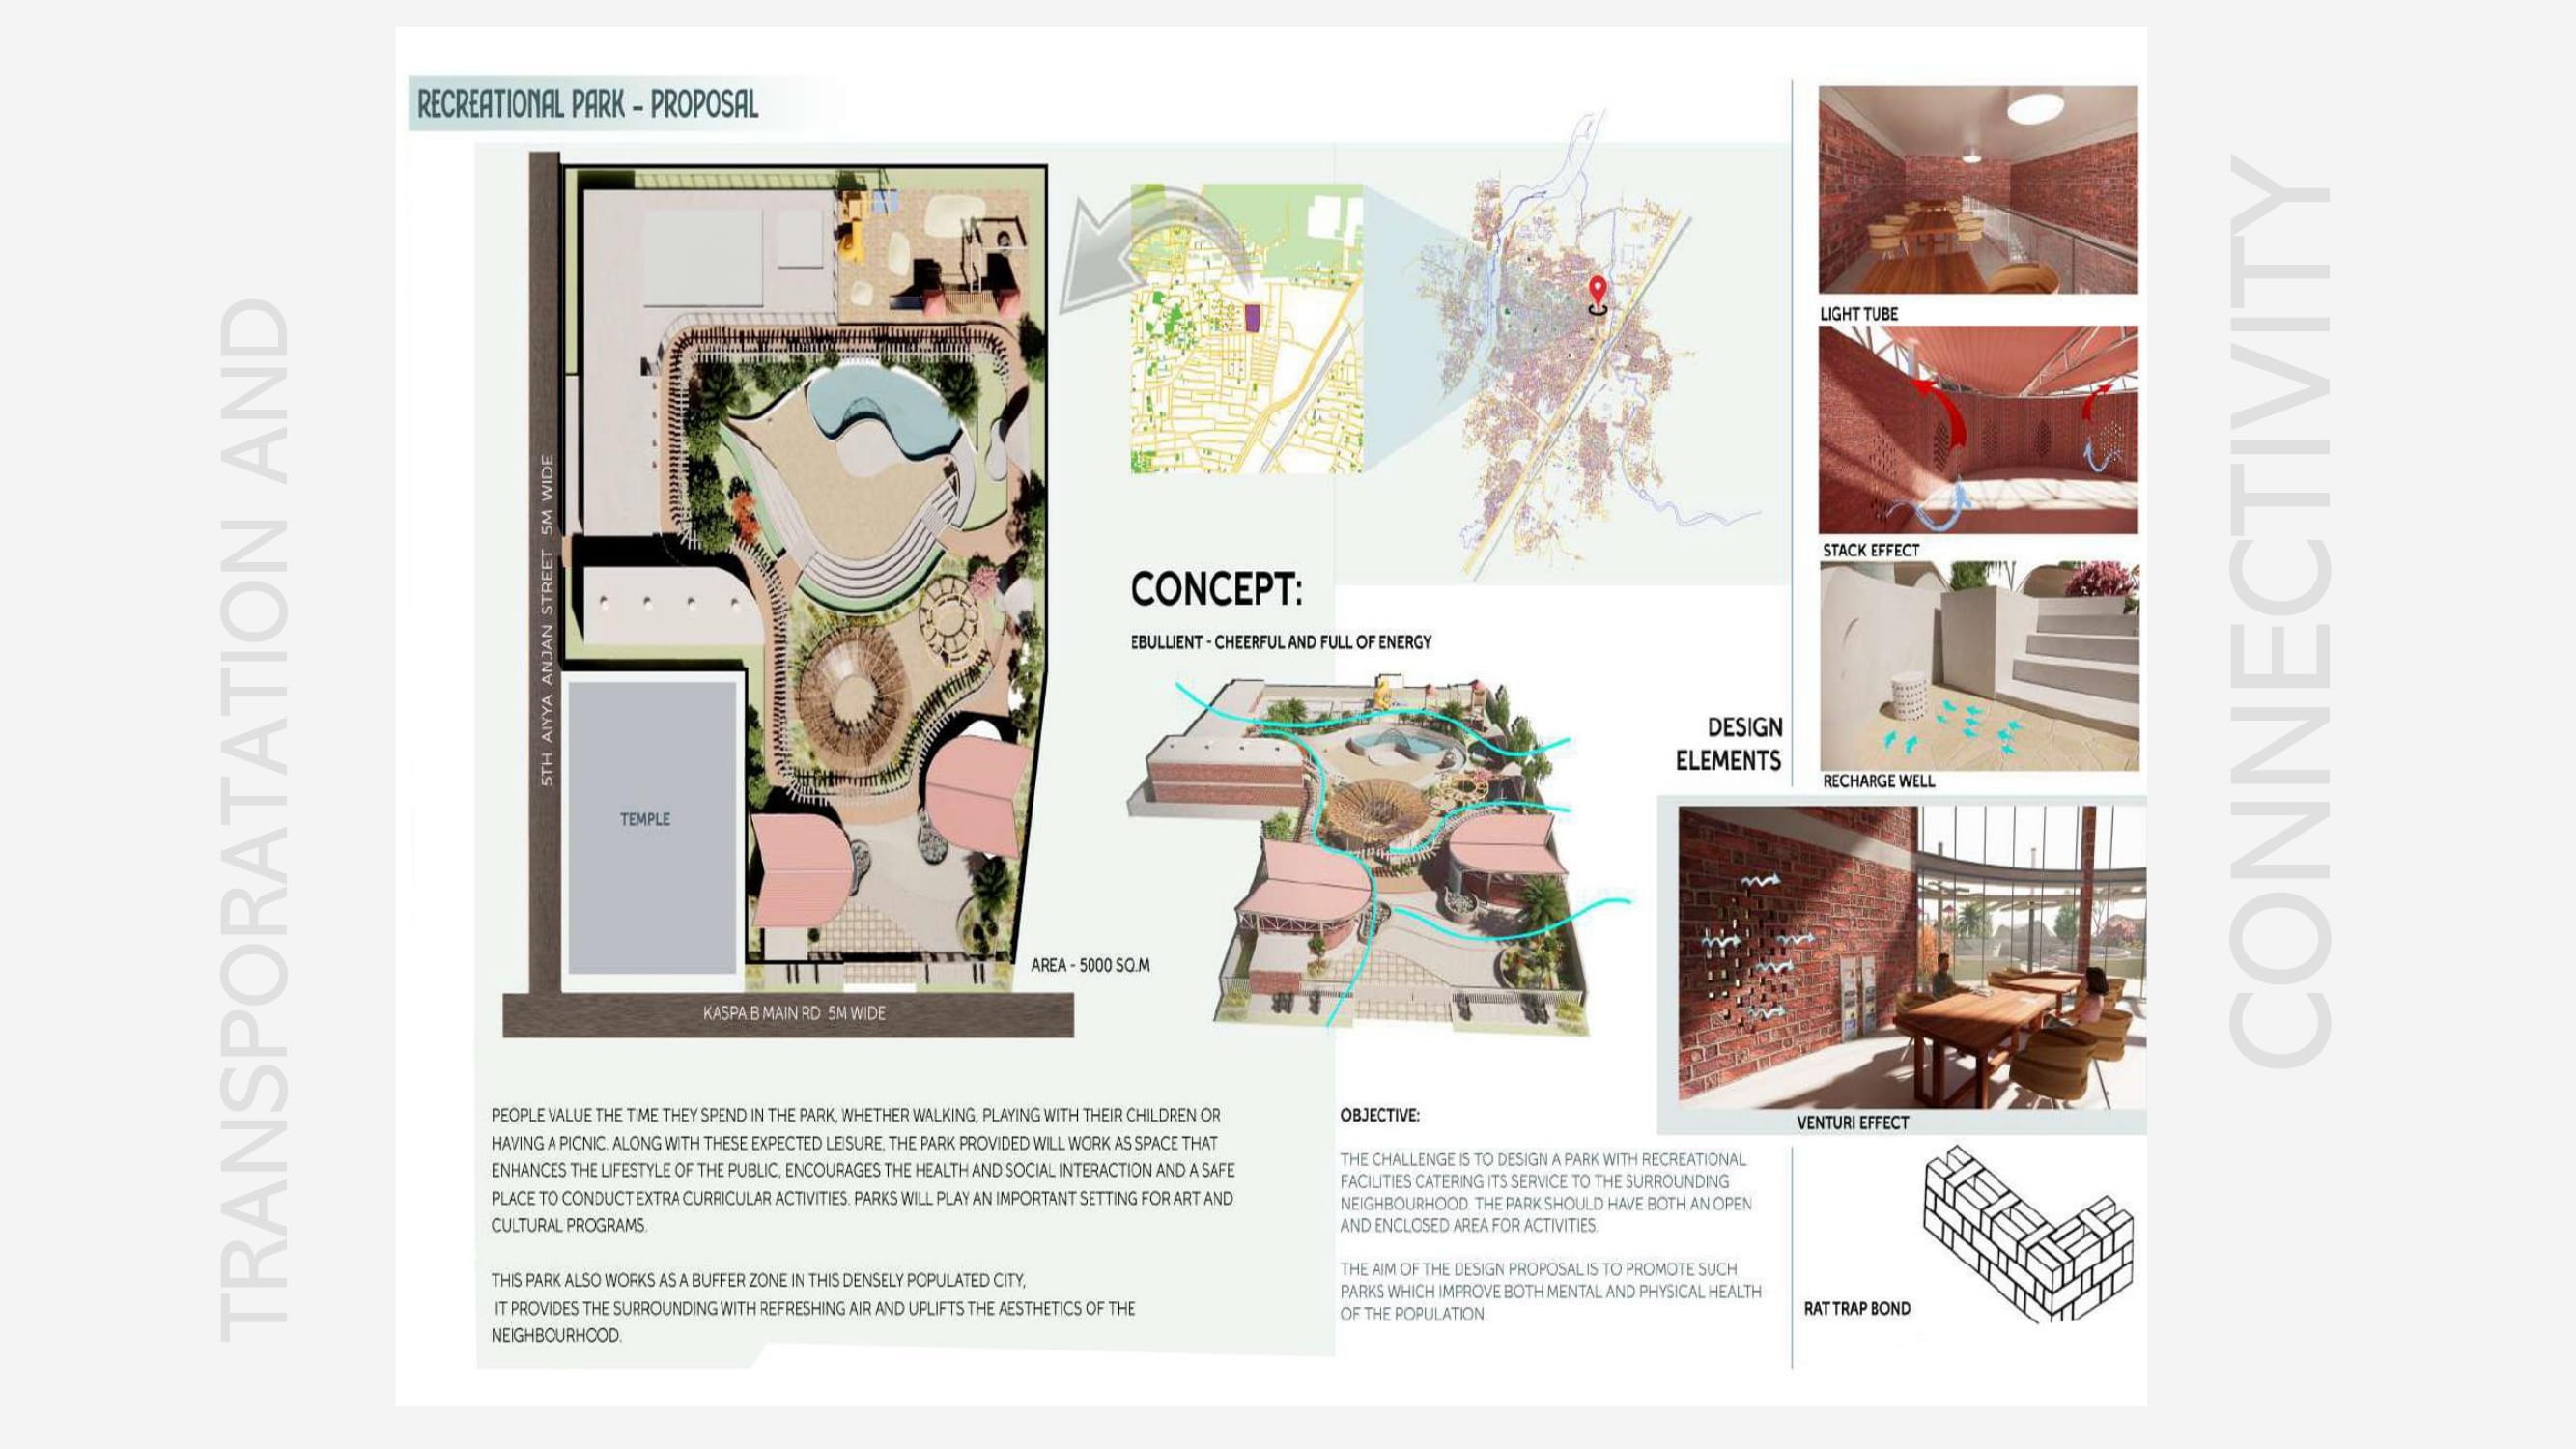 TRANSPORATATION AND
RECREATIONAL PARK - PROPOSAL
5TH AIYYA ANJAN STREET 5M WIDE
TEMPLE
AREA - 5000 SQ.M
KASPA B MAIN RD 5M WIDE
CONCEPT:
EBULLIENT - CHEERFUL AND FULL OF ENERGY
PEOPLE VALUE THE TIME THEY SPEND IN THE PARK, WHETHER WALKING, PLAYING WITH THEIR CHILDREN OR
HAVING A PICNIC. ALONG WITH THESE EXPECTED LEISURE, THE PARK PROVIDED WILL WORK AS SPACE THAT
ENHANCES THE LIFESTYLE OF THE PUBLIC, ENCOURAGES THE HEALTH AND SOCIAL INTERACTION AND A SAFE
PLACE TO CONDUCT EXTRA CURRICULAR ACTIVITIES. PARKS WILL PLAY AN IMPORTANT SETTING FOR ART AND
CULTURAL PROGRAMS.
THIS PARK ALSO WORKS AS A BUFFER ZONE IN THIS DENSELY POPULATED CITY,
IT PROVIDES THE SURROUNDING WITH REFRESHING AIR AND UPLIFTS THE AESTHETICS OF THE
NEIGHBOURHOOD.
OBJECTIVE:
THE CHALLENGE IS TO DESIGN A PARK WITH RECREATIONAL
FACILITIES CATERING ITS SERVICE TO THE SURROUNDING
NEIGHBOURHOOD. THE PARK SHOULD HAVE BOTH AN OPEN
AND ENCLOSED AREA FOR ACTIVITIES.
THE AIM OF THE DESIGN PROPOSAL IS TO PROMOTE SUCH
PARKS WHICH IMPROVE BOTH MENTAL AND PHYSICAL HEALTH
OF THE POPULATION.
DESIGN
ELEMENTS
LIGHT TUBE
STACK EFFECT
RECHARGE WELL
VENTURI EFFECT
RAT TRAP BOND
CONNECTIVITY